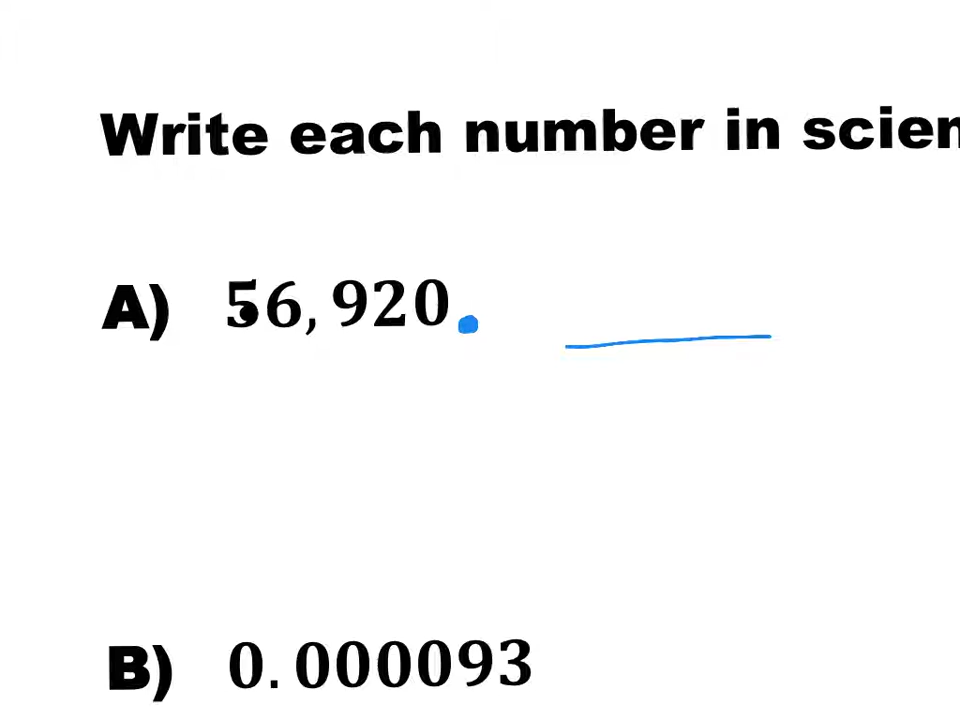 Write each number in scien
A) 56,920.
B) 0.000093